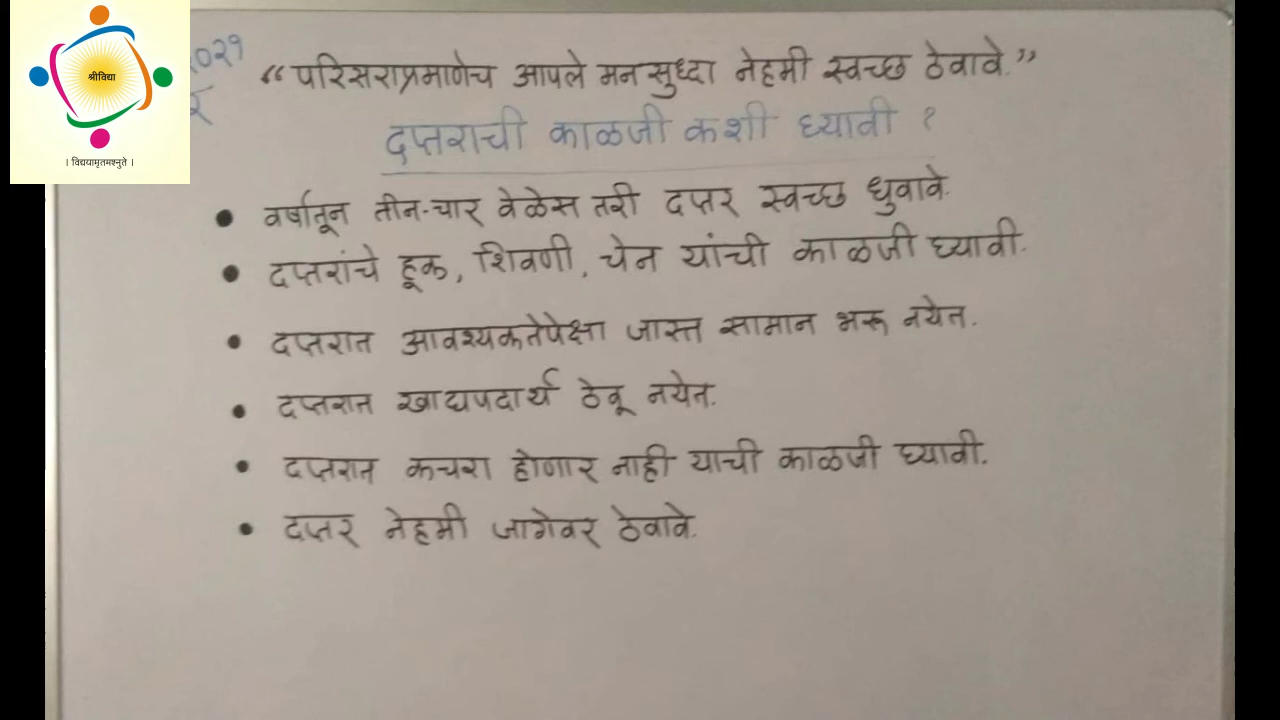 श्रीविद्या
। विद्ययामृतमश्नुते ।
०२१
“परिसराप्रमाणेच आपले मनसुध्दा नेहमी स्वच्छ ठेवावे.”
दप्तराची काळजी कशी घ्यावी ?
• वर्षातून तीन-चार वेळेस तरी दप्तर स्वच्छ धुवावे.
• दप्तरांचे हूक, शिवणी, चेन यांची काळजी घ्यावी.
• दप्तरात आवश्यकतेपेक्षा जास्त सामान भरू नयेत.
• दप्तरात खाद्यपदार्थ ठेवू नयेत.
• दप्तरात कचरा होणार नाही याची काळजी घ्यावी.
• दप्तर नेहमी जागेवर ठेवावे.